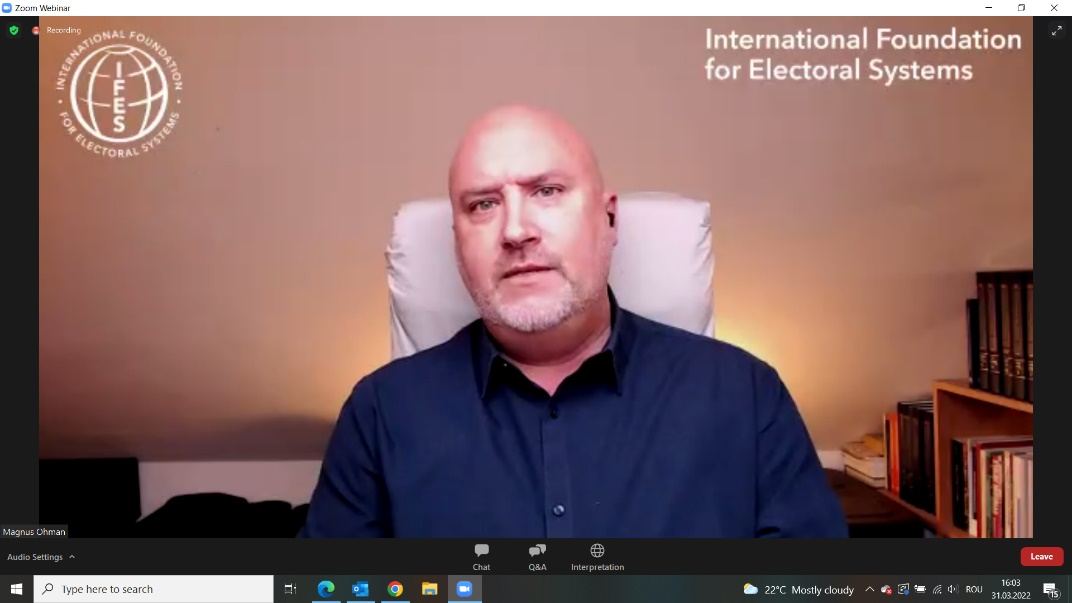 Zoom Webinar
Recording
INTERNATIONAL FOUNDATION
FOR ELECTORAL SYSTEMS
IFES
International Foundation
for Electoral Systems
Magnus Ohman
Audio Settings
Chat
Q&A
Interpretation
Leave
Type here to search
22°C Mostly cloudy
ROU
16:03
31.03.2022
15